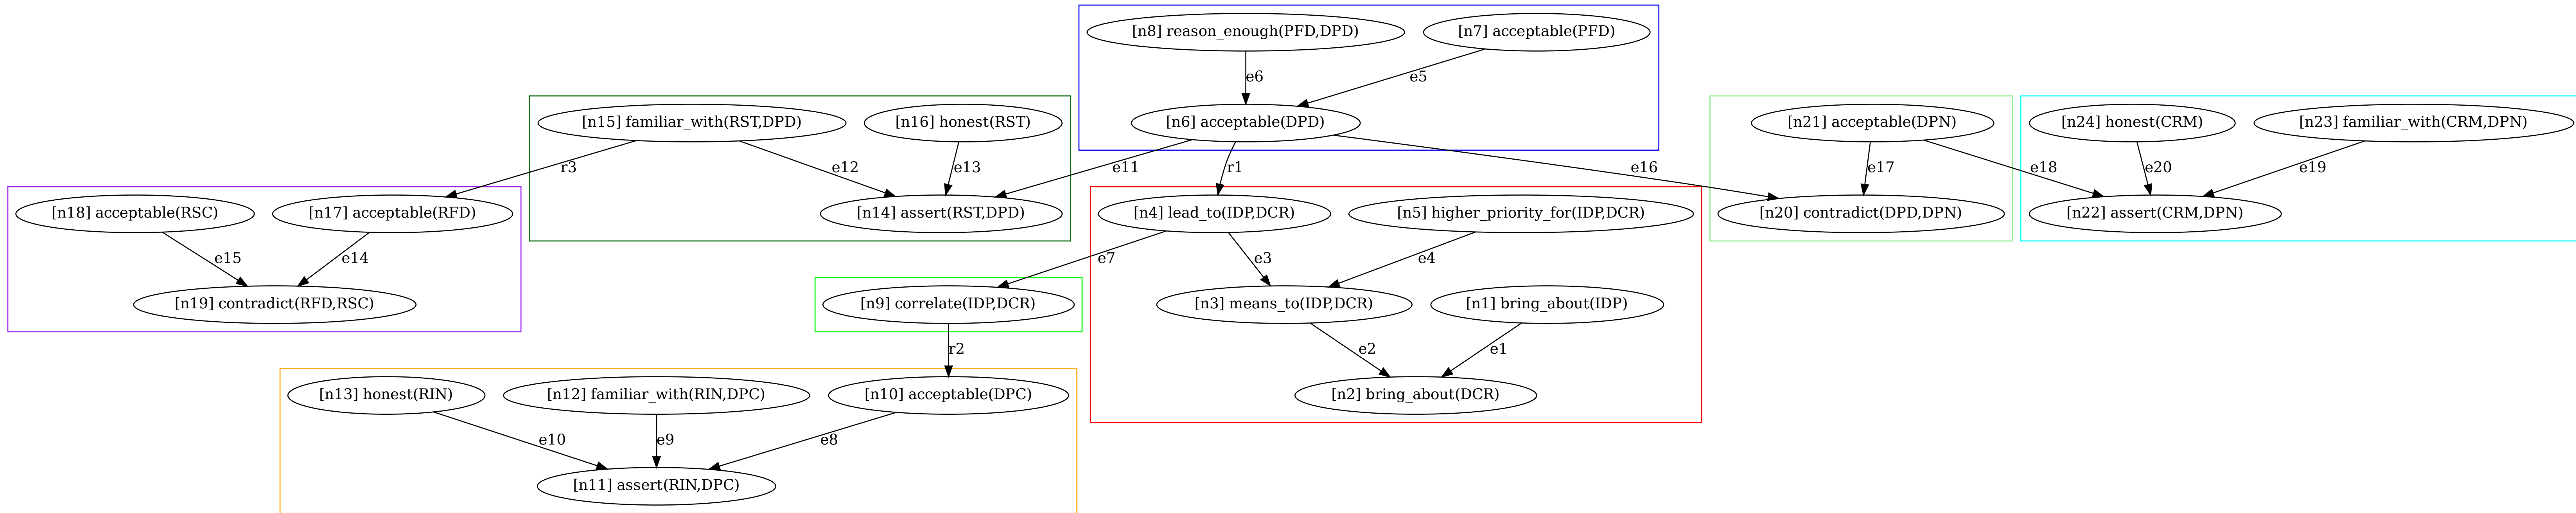 [n8] reason_enough(PFD,DPD)
[n7] acceptable(PFD)
e6
e5
[n15] familiar_with(RST,DPD)
[n16] honest(RST)
[n6] acceptable(DPD)
[n21] acceptable(DPN)
[n24] honest(CRM)
[n23] familiar_with(CRM,DPN)
r3
e12
e13
e11
r1
e16
e17
e18
e20
e19
[n18] acceptable(RSC)
[n17] acceptable(RFD)
[n14] assert(RST,DPD)
[n4] lead_to(IDP,DCR)
[n5] higher_priority_for(IDP,DCR)
[n20] contradict(DPD,DPN)
[n22] assert(CRM,DPN)
e15
e14
e7
e3
e4
[n19] contradict(RFD,RSC)
[n9] correlate(IDP,DCR)
[n3] means_to(IDP,DCR)
[n1] bring_about(IDP)
r2
e2
e1
[n13] honest(RIN)
[n12] familiar_with(RIN,DPC)
[n10] acceptable(DPC)
[n2] bring_about(DCR)
e10
e9
e8
[n11] assert(RIN,DPC)